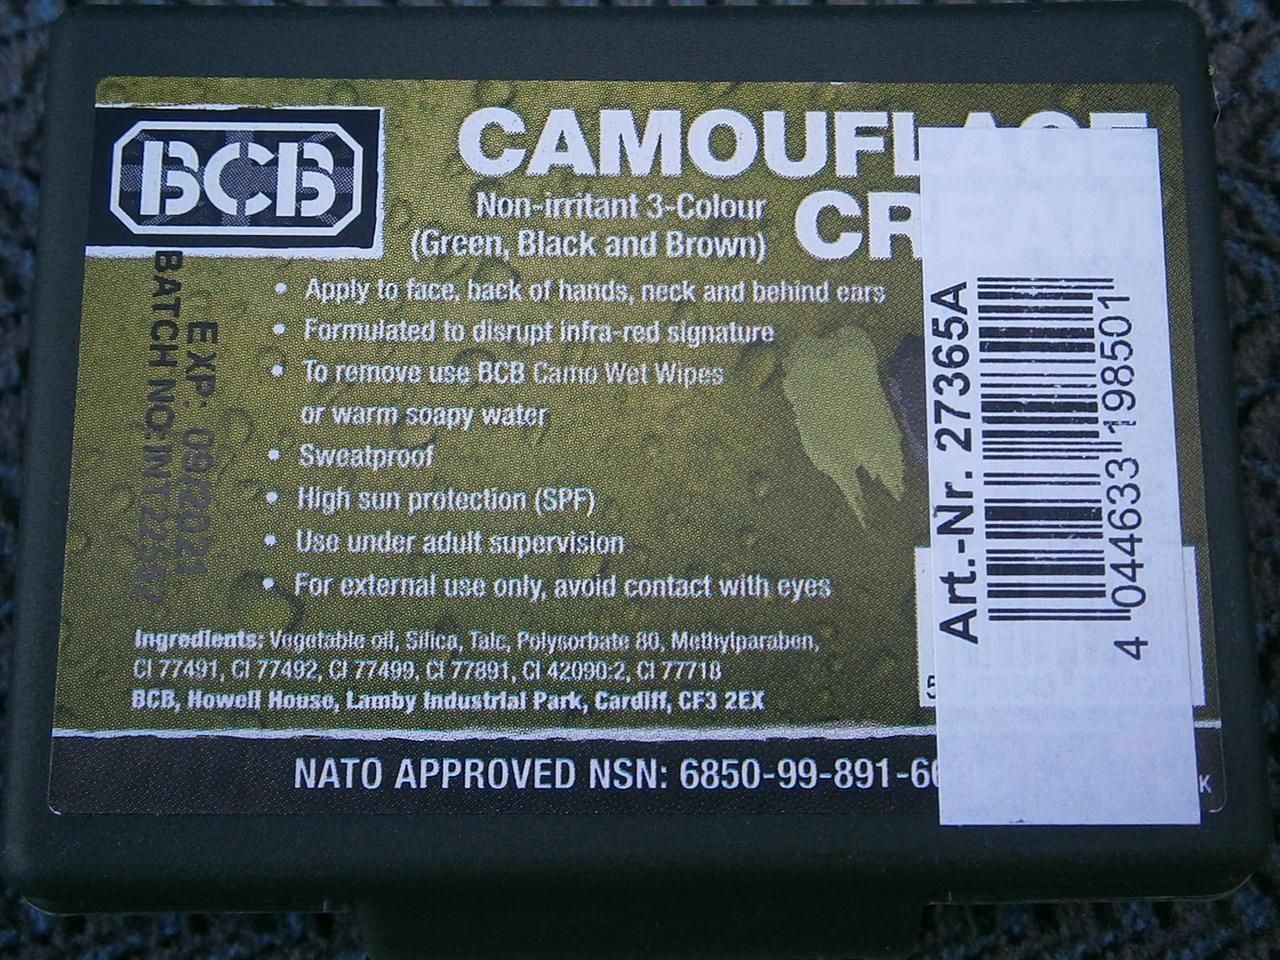 BCB
CAMOUFLAGE
CREAM
Non-irritant 3-Colour
(Green, Black and Brown)
• Apply to face, back of hands, neck and behind ears
• Formulated to disrupt infra-red signature
• To remove use BCB Camo Wet Wipes
or warm soapy water
• Sweatproof
• High sun protection (SPF)
• Use under adult supervision
• For external use only, avoid contact with eyes
Ingredients: Vegetable oil, Silica, Talc, Polysorbate 80, Methylparaben,
CI 77491, CI 77492, CI 77499, CI 77891, CI 42090:2, CI 77718
BCB, Howell House, Lamby Industrial Park, Cardiff, CF3 2EX
NATO APPROVED NSN: 6850-99-891-66
EXP: 09/2021
BATCH NO:
Art.-Nr. 27365A
4 044633 198501